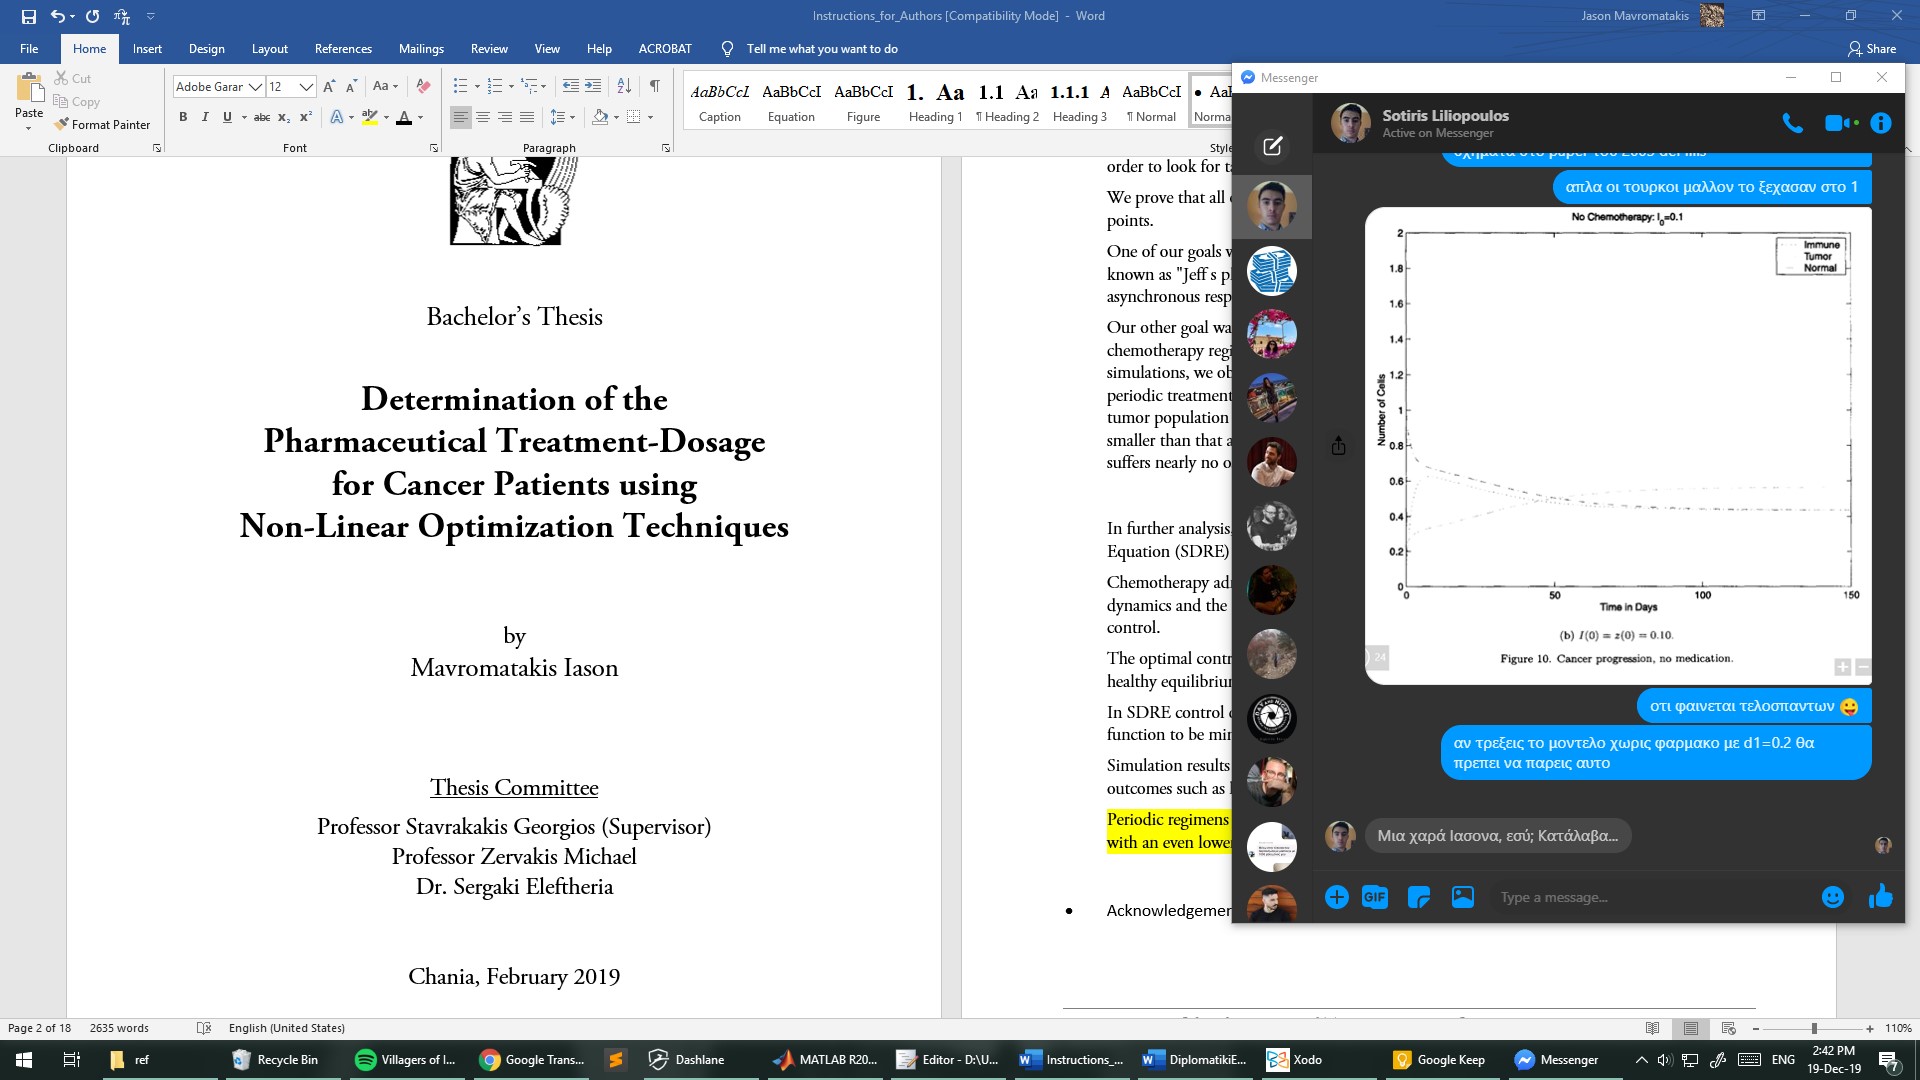 Instructions_for_Authors [Compatibility Mode] - Word
Jason Mavromatakis
File Home Insert Design Layout References Mailings Review View Help ACROBAT Tell me what you want to do
Share
Paste
Cut
Copy
Format Painter
Clipboard
Adobe Garar 12
Font
Paragraph
AaBbCcI Caption
AaBbCcI Equation
AaBbCcI Figure
1. Aa Heading 1
1.1 Aa ¶ Heading 2
1.1.1 A Heading 3
AaBbCcI ¶ Normal
Bachelor’s Thesis
Determination of the
Pharmaceutical Treatment-Dosage
for Cancer Patients using
Non-Linear Optimization Techniques
by
Mavromatakis Iason
Thesis Committee
Professor Stavrakakis Georgios (Supervisor)
Professor Zervakis Michael
Dr. Sergaki Eleftheria
Chania, February 2019
order to look for
We prove that all
points.
One of our goals
known as "Jeff s
asynchronous
Our other goal
chemotherapy
simulations, we
periodic treatment
tumor population
smaller than that
suffers nearly no
In further analysis
Equation (SDRE)
Chemotherapy
dynamics and the
control.
The optimal
healthy
In SDRE control
function to be
Simulation results
outcomes such as
Periodic regimens
with an even
Acknowledgemen
Messenger
Sotiris Liliopoulos
Active on Messenger
απλα οι τουρκοι μαλλον το ξεχασαν στο 1
No Chemotherapy: I0=0.1
Immune
Tumor
Normal
2
1.8
1.6
1.4
1.2
1
0.8
0.6
0.4
0.2
0
Number of Cells
0 50 100 150
Time in Days
(b) I(0) = z(0) = 0.10.
24
Figure 10. Cancer progression, no medication.
οτι φαινεται τελοσπαντων 😜
αν τρεξεις το μοντελο χωρις φαρμακο με d1=0.2 θα
πρεπει να παρεις αυτο
Μια χαρά Ιασονα, εσύ; Κατάλαβα...
GIF
Type a message...
Page 2 of 18 2635 words English (United States)
110%
ref
Recycle Bin
Villagers of I...
Google Trans...
Dashlane
MATLAB R20...
Editor - D:\U...
Instructions_...
DiplomatikiE...
Xodo
Google Keep
Messenger
ENG
2:42 PM
19-Dec-19
7